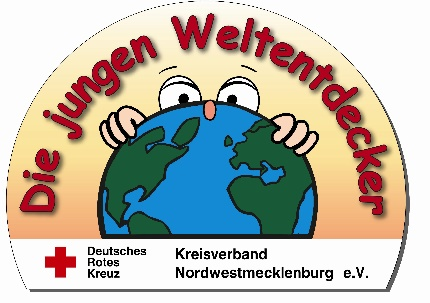 Die jungen Weltentdecker
Deutsches
Rotes
Kreuz
Kreisverband
Nordwestmecklenburg e.V.